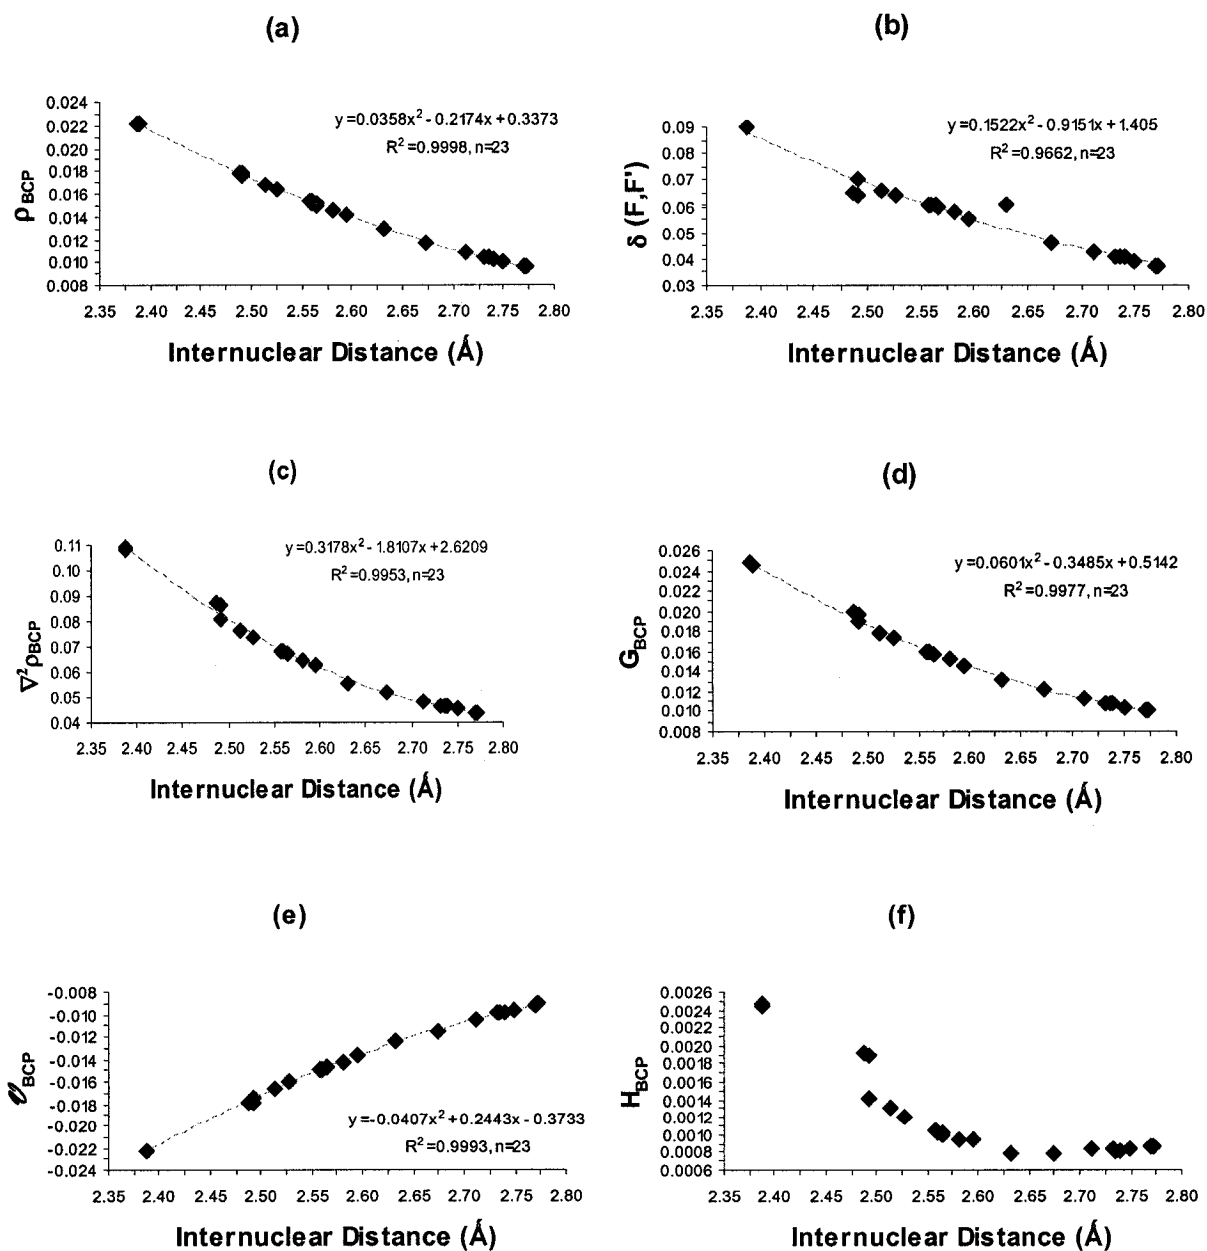 (a)
0.024
0.022
0.020
0.018
0.016
0.014
0.012
0.010
0.008
ρBCP
y=0.0358x² - 0.2174x + 0.3373
R²=0.9998, n=23
2.35 2.40 2.45 2.50 2.55 2.60 2.65 2.70 2.75 2.80
Internuclear Distance (Å)
(b)
0.09
0.08
0.06
0.05
0.04
0.03
δ (F,F')
y=0.1522x² - 0.9151x + 1.405
R²=0.9662, n=23
2.35 2.40 2.45 2.50 2.55 2.60 2.65 2.70 2.75 2.80
Internuclear Distance (Å)
(c)
0.11
0.10
0.09
0.08
0.07
0.06
0.05
0.04
∇²ρBCP
y=0.3178x² - 1.8107x + 2.6209
R²=0.9953, n=23
2.35 2.40 2.45 2.50 2.55 2.60 2.65 2.70 2.75 2.80
Internuclear Distance (Å)
(d)
0.026
0.024
0.022
0.020
0.018
0.016
0.014
0.012
0.010
0.008
GBCP
y=0.0601x² - 0.3485x + 0.5142
R²=0.9977, n=23
2.35 2.40 2.45 2.50 2.55 2.60 2.65 2.70 2.75 2.80
Internuclear Distance (Å)
(e)
-0.008
-0.010
-0.012
-0.014
-0.016
-0.018
-0.020
-0.022
-0.024
𝒱BCP
y=-0.0407x² + 0.2443x - 0.3733
R²=0.9993, n=23
2.35 2.40 2.45 2.50 2.55 2.60 2.65 2.70 2.75 2.80
Internuclear Distance (Å)
(f)
0.0026
0.0024
0.0022
0.0020
0.0018
0.0016
0.0014
0.0012
0.0010
0.0008
0.0006
HBCP
2.35 2.40 2.45 2.50 2.55 2.60 2.65 2.70 2.75 2.80
Internuclear Distance (Å)